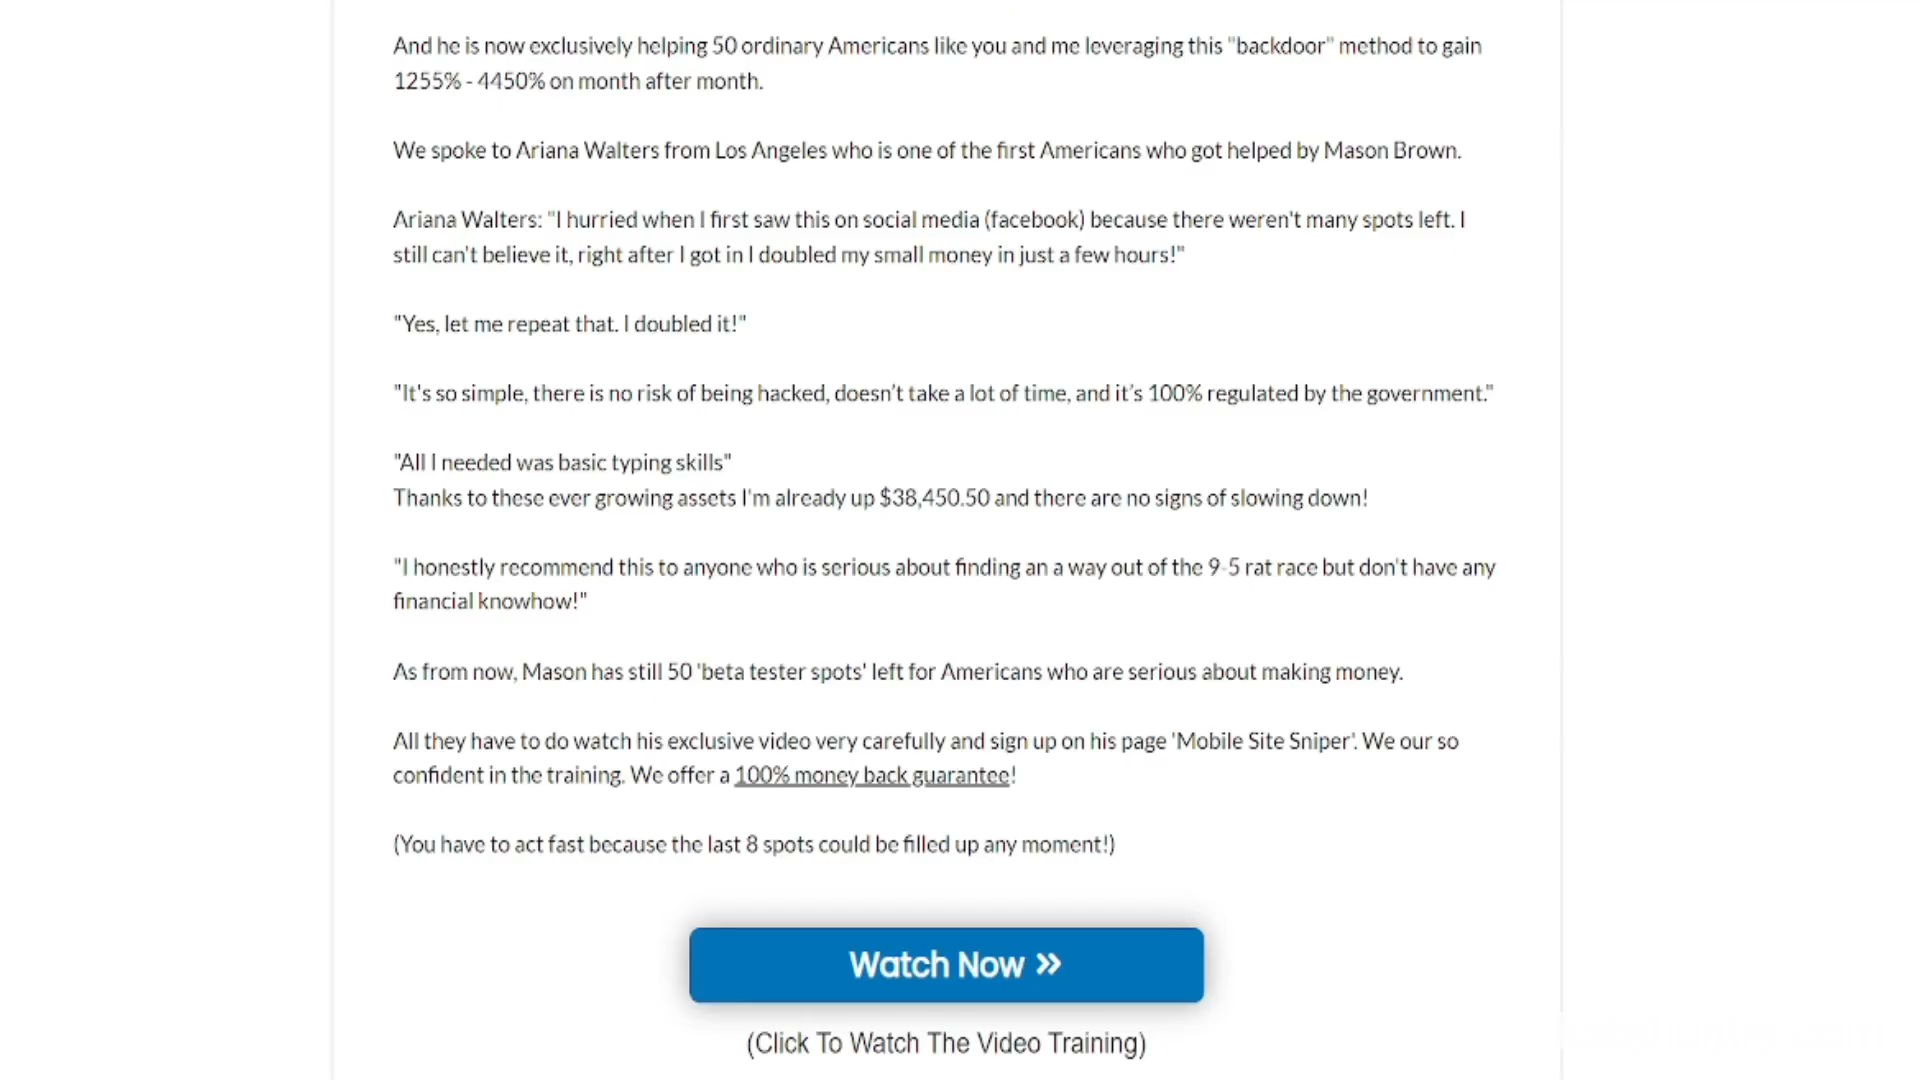 And he is now exclusively helping 50 ordinary Americans like you and me leveraging this "backdoor" method to gain
1255% - 4450% on month after month.
We spoke to Ariana Walters from Los Angeles who is one of the first Americans who got helped by Mason Brown.
Ariana Walters: "I hurried when I first saw this on social media (facebook) because there weren't many spots left. I
still can't believe it, right after I got in I doubled my small money in just a few hours!"
"Yes, let me repeat that. I doubled it!"
"It's so simple, there is no risk of being hacked, doesn’t take a lot of time, and it’s 100% regulated by the government."
"All I needed was basic typing skills"
Thanks to these ever growing assets I'm already up $38,450.50 and there are no signs of slowing down!
"I honestly recommend this to anyone who is serious about finding an a way out of the 9-5 rat race but don't have any
financial knowhow!"
As from now, Mason has still 50 'beta tester spots' left for Americans who are serious about making money.
All they have to do watch his exclusive video very carefully and sign up on his page 'Mobile Site Sniper'. We our so
confident in the training. We offer a 100% money back guarantee!
(You have to act fast because the last 8 spots could be filled up any moment!)
Watch Now »
(Click To Watch The Video Training)